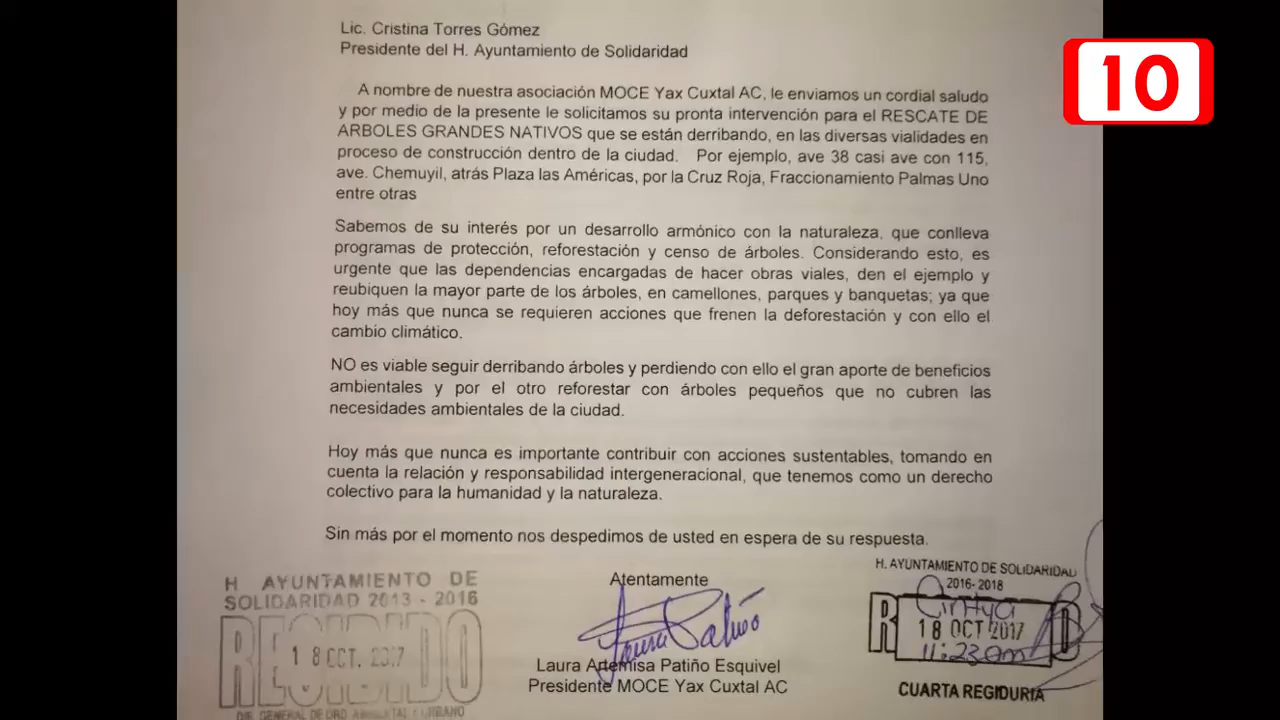 Lic. Cristina Torres Gómez
Presidente del H. Ayuntamiento de Solidaridad
10
A nombre de nuestra asociación MOCE Yax Cuxtal AC, le enviamos un cordial saludo
y por medio de la presente le solicitamos su pronta intervención para el RESCATE DE
ARBOLES GRANDES NATIVOS que se están derribando, en las diversas vialidades en
proceso de construcción dentro de la ciudad. Por ejemplo, ave 38 casi ave con 115,
ave. Chemuyil, atrás Plaza las Américas, por la Cruz Roja, Fraccionamiento Palmas Uno
entre otras
Sabemos de su interés por un desarrollo armónico con la naturaleza, que conlleva
programas de protección, reforestación y censo de árboles. Considerando esto, es
urgente que las dependencias encargadas de hacer obras viales, den el ejemplo y
reubiquen la mayor parte de los árboles, en camellones, parques y banquetas; ya que
hoy más que nunca se requieren acciones que frenen la deforestación y con ello el
cambio climático.
NO es viable seguir derribando árboles y perdiendo con ello el gran aporte de beneficios
ambientales y por el otro reforestar con árboles pequeños que no cubren las
necesidades ambientales de la ciudad.
Hoy más que nunca es importante contribuir con acciones sustentables, tomando en
cuenta la relación y responsabilidad intergeneracional, que tenemos como un derecho
colectivo para la humanidad y la naturaleza.
Sin más por el momento nos despedimos de usted en espera de su respuesta.
H AYUNTAMIENTO DE
SOLIDARIDAD 2013 - 2016
RECIBIDO
18 OCT. 2017
DIR. GENERAL DE ORD AMBIENTAL Y URBANO
Atentamente
Laura Patiño
Laura Artemisa Patiño Esquivel
Presidente MOCE Yax Cuxtal AC
H. AYUNTAMIENTO DE SOLIDARIDAD
2016-2018
Cintya
18 OCT 2017
11:23am
CUARTA REGIDURIA